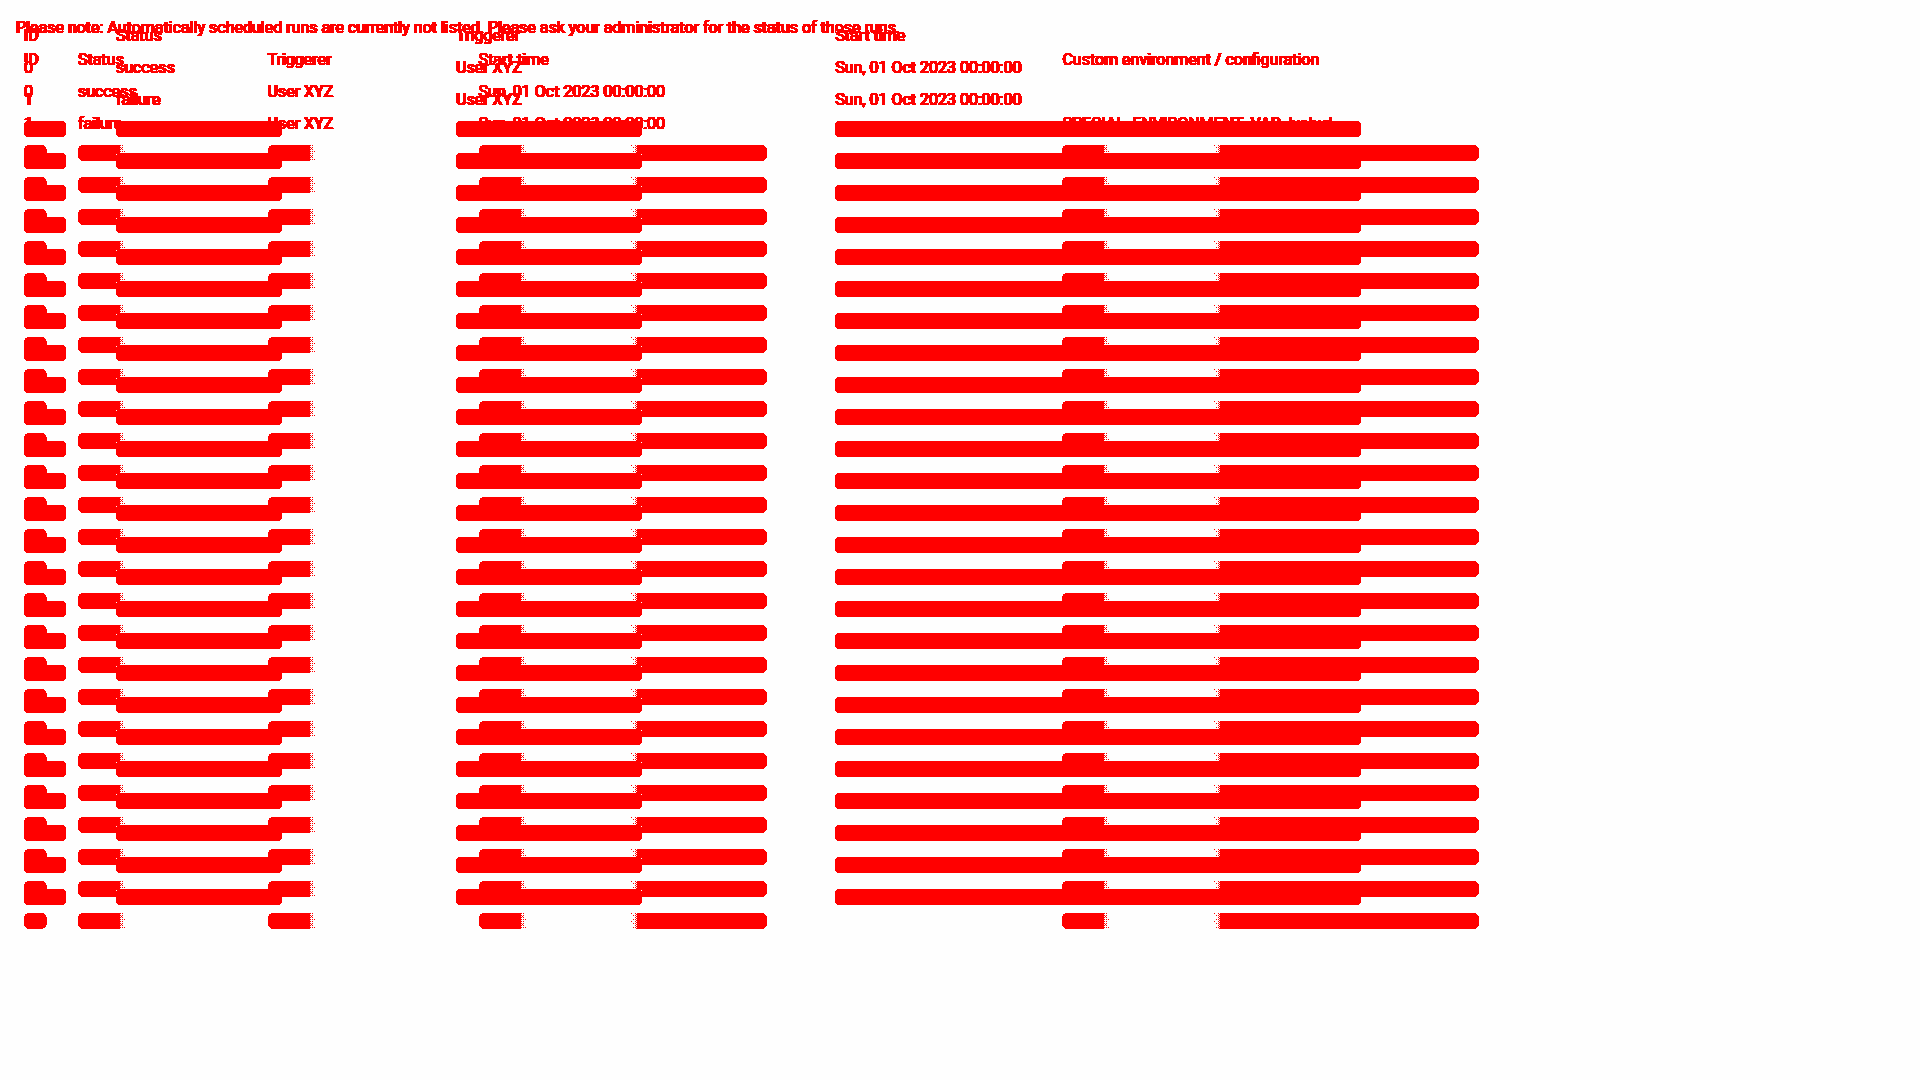 Please note: Automatically scheduled runs are currently not listed. Please ask your administrator for the status of those runs.
ID Status Triggerer Start time
ID Status Triggerer Start time Custom environment / configuration
0 success User XYZ Sun, 01 Oct 2023 00:00:00
0 success User XYZ Sun, 01 Oct 2023 00:00:00
1 failure User XYZ Sun, 01 Oct 2023 00:00:00
1 failure User XYZ Sun, 01 Oct 2023 00:00:00